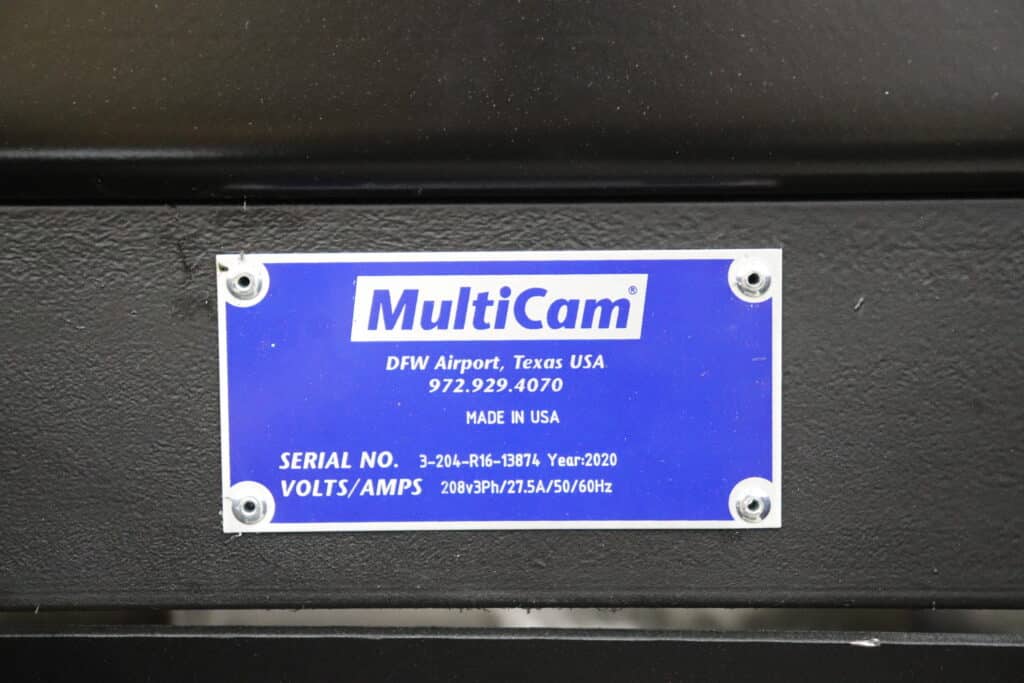 MultiCam®
DFW Airport, Texas USA
972.929.4070
MADE IN USA
SERIAL NO. 3-204-R16-13874 Year:2020
VOLTS/AMPS 208v3Ph/27.5A/50/60Hz